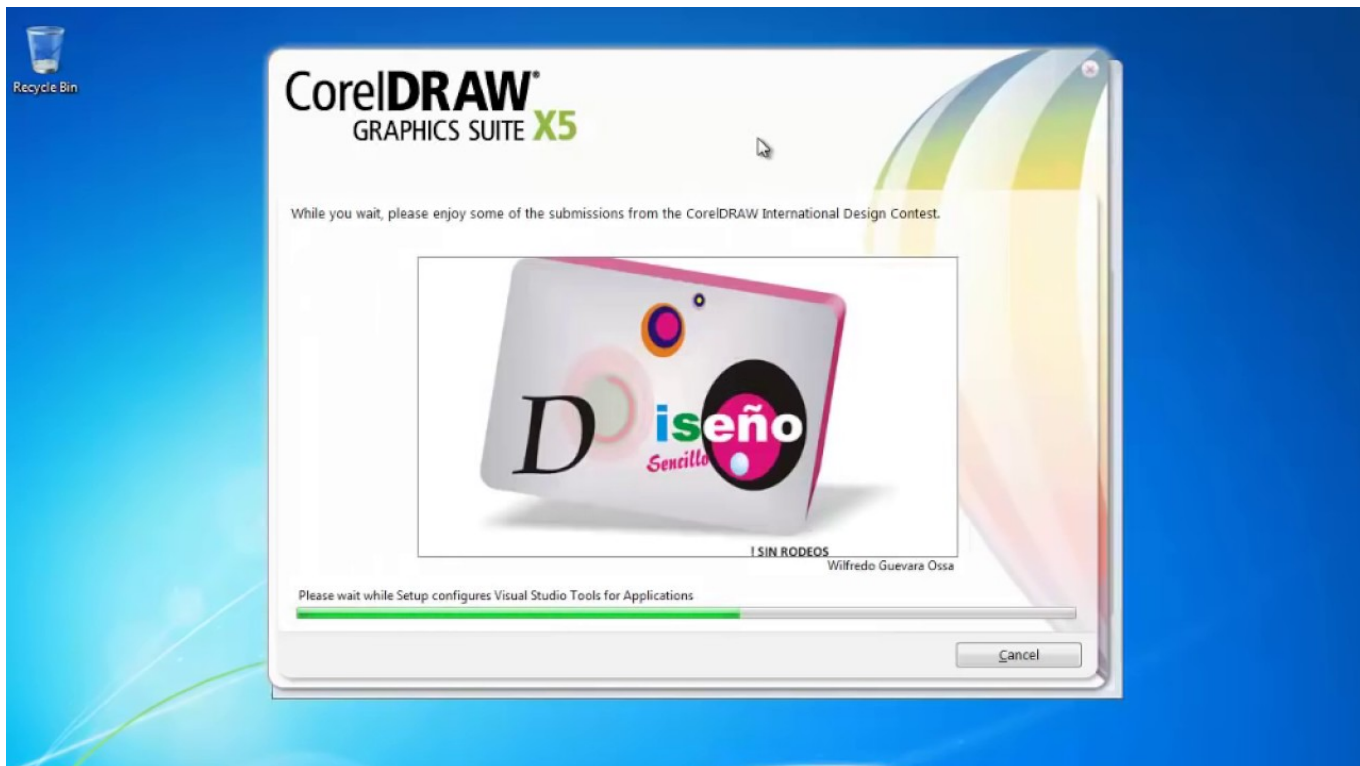 Recycle Bin
CorelDRAW®
GRAPHICS SUITE X5
While you wait, please enjoy some of the submissions from the CorelDRAW International Design Contest.
D iseño
Sencillo
! SIN RODEOS
Wilfredo Guevara Ossa
Please wait while Setup configures Visual Studio Tools for Applications
Cancel